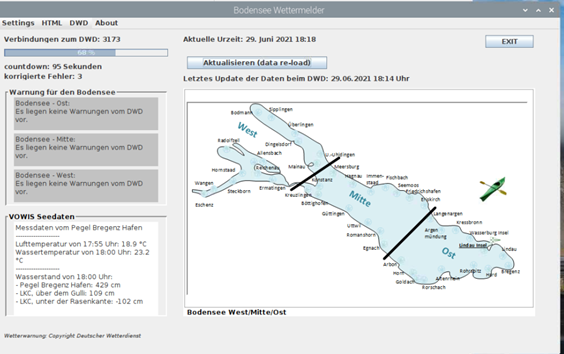 Bodensee Wettermelder
Settings HTML DWD About
Verbindungen zum DWD: 3173
68 %
countdown: 95 Sekunden
korrigierte Fehler: 3
Aktuelle Urzeit: 29. Juni 2021 18:18
EXIT
Aktualisieren (data re-load)
Letztes Update der Daten beim DWD: 29.06.2021 18:14 Uhr
Warnung für den Bodensee
Bodensee - Ost:
Es liegen keine Warnungen vom DWD
vor.
Bodensee - Mitte:
Es liegen keine Warnungen vom DWD
vor.
Bodensee - West:
Es liegen keine Warnungen vom DWD
vor.
VOWIS Seedaten
Messdaten vom Pegel Bregenz Hafen
----------------
Lufttemperatur von 17:55 Uhr: 18.9 °C
Wassertemperatur von 18:00 Uhr: 23.2
°C
----------------
Wasserstand von 18:00 Uhr:
- Pegel Bregenz Hafen: 429 cm
- LKC, über dem Gulli: 109 cm
- LKC, unter der Rasenkante: -102 cm
Sipplingen
Bodmann
Überlingen
West
Radolfzell
Dingelsdorf
Allensbach
Mainau
Meersburg
Hornstaad
Reichenau
Hagnau
Immen-
staad
Fischbach
Seemoos
Friedrichshafen
Eriskirch
Wangen
Steckborn
Ermatingen
Konstanz
Kreuzlingen
Eschenz
Bottighofen
Mitte
Güttingen
Langenargen
Kressbronn
Uttwil
Romanshorn
Argen
mündung
Wasserburg Insel
Lindau Insel
Lindau
Egnach
Ost
Arbon
Horn
Goldach
Rorschach
Altenrhein
Rohrspitz
Hard
Bregenz
Bodensee West/Mitte/Ost
Wetterwarnung: Copyright Deutscher Wetterdienst